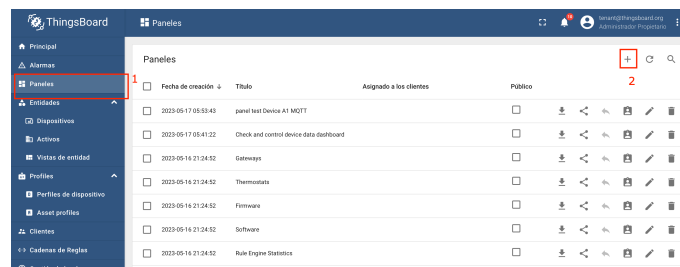 ThingsBoard
Paneles
tenant@thingsboard.org
Administrador Propietario
Principal
Alarmas
Paneles
Entidades
Dispositivos
Activos
Vistas de entidad
Profiles
Perfiles de dispositivo
Asset profiles
Clientes
Cadenas de Reglas
1
Paneles
2
Fecha de creación ↓ Título Asignado a los clientes Público
2023-05-17 05:53:43 panel test Device A1 MQTT
2023-05-17 05:41:22 Check and control device data dashboard
2023-05-16 21:24:52 Gateways
2023-05-16 21:24:52 Thermostats
2023-05-16 21:24:52 Firmware
2023-05-16 21:24:52 Software
2023-05-16 21:24:52 Rule Engine Statistics